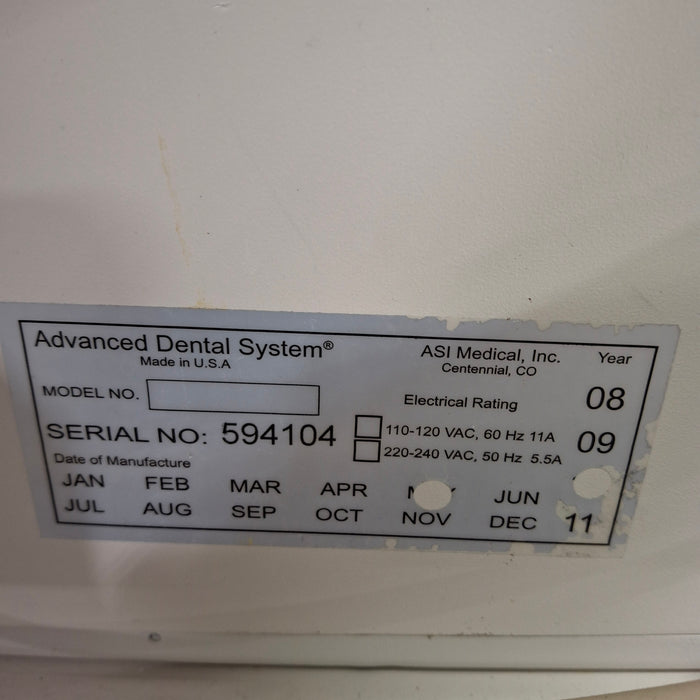 Advanced Dental System®
Made in U.S.A
ASI Medical, Inc.
Centennial, CO
Year
MODEL NO.
Electrical Rating
08
SERIAL NO: 594104
110-120 VAC, 60 Hz 11A
09
220-240 VAC, 50 Hz 5.5A
Date of Manufacture
JAN FEB MAR APR JUN
JUL AUG SEP OCT NOV DEC 11